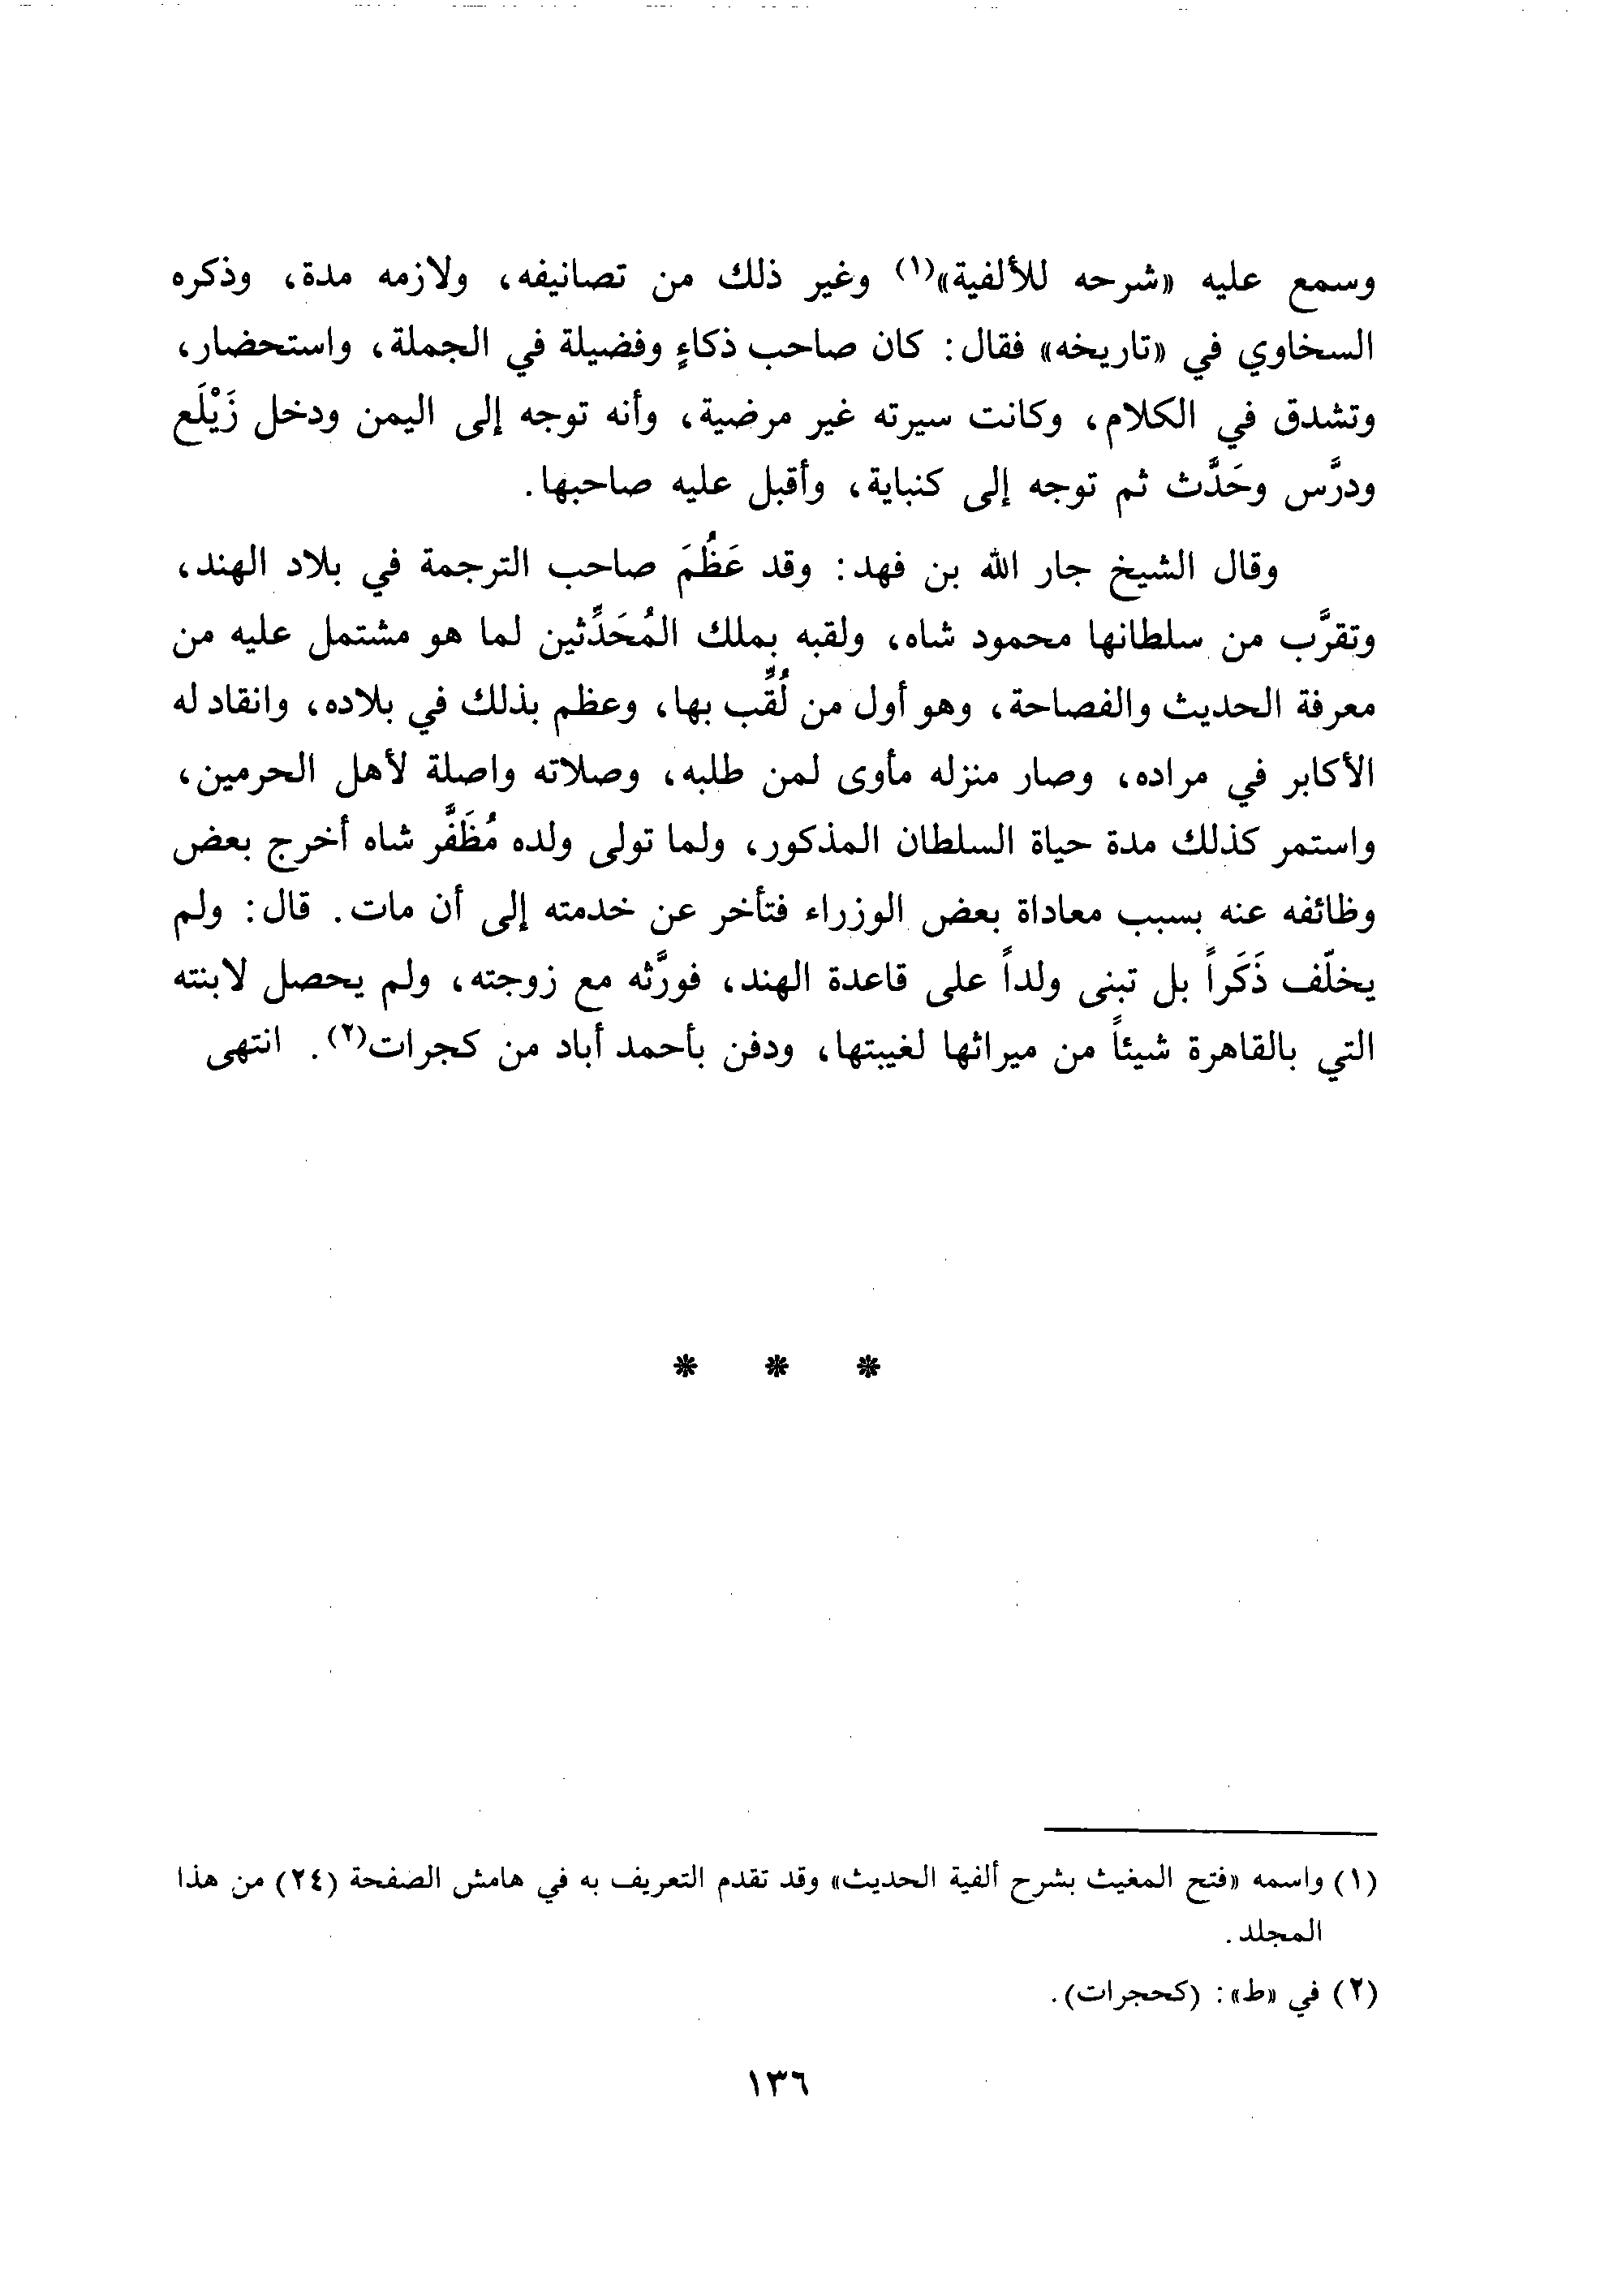 وسمع عليه «شرحه للألفية»(١) وغير ذلك من تصانيفه، ولازمه مدة، وذكره
السخاوي في «تاريخه» فقال: كان صاحب ذكاءٍ وفضيلة في الجملة، واستحضار،
وتشدق في الكلام، وكانت سيرته غير مرضية، وأنه توجه إلى اليمن ودخل زَيْلَع
ودرَّس وحَدَّث ثم توجه إلى كنباية، وأقبل عليه صاحبها.
وقال الشيخ جار الله بن فهد: وقد عَظُمَ صاحب الترجمة في بلاد الهند،
وتقرَّب من سلطانها محمود شاه، ولقبه بملك المُحَدِّثين لما هو مشتمل عليه من
معرفة الحديث والفصاحة، وهو أول من لُقِّب بها، وعظم بذلك في بلاده، وانقاد له
الأكابر في مراده، وصار منزله مأوى لمن طلبه، وصلاته واصلة لأهل الحرمين،
واستمر كذلك مدة حياة السلطان المذكور، ولما تولى ولده مُظَفَّر شاه أخرج بعض
وظائفه عنه بسبب معاداة بعض الوزراء فتأخر عن خدمته إلى أن مات. قال: ولم
يخلّف ذَكَراً بل تبنى ولداً على قاعدة الهند، فورَّثه مع زوجته، ولم يحصل لابنته
التي بالقاهرة شيئاً من ميراثها لغيبتها، ودفن بأحمد أباد من كجرات(٢). انتهى
* * *
(١) واسمه «فتح المغيث بشرح ألفية الحديث» وقد تقدم التعريف به في هامش الصفحة (٢٤) من هذا
المجلد.
(٢) في «ط»: (كحجرات).
١٣٦